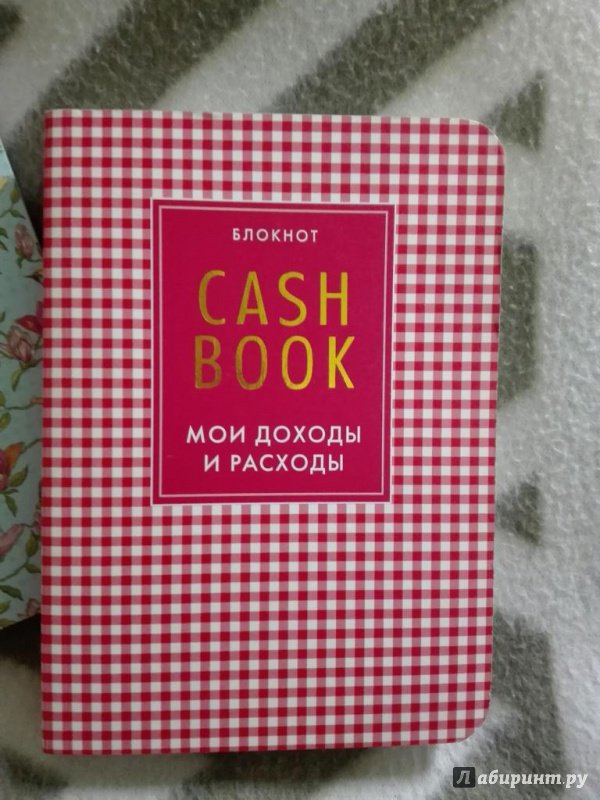 БЛОКНОТ
CASH
BOOK
МОИ ДОХОДЫ
И РАСХОДЫ
Лабиринт.ру